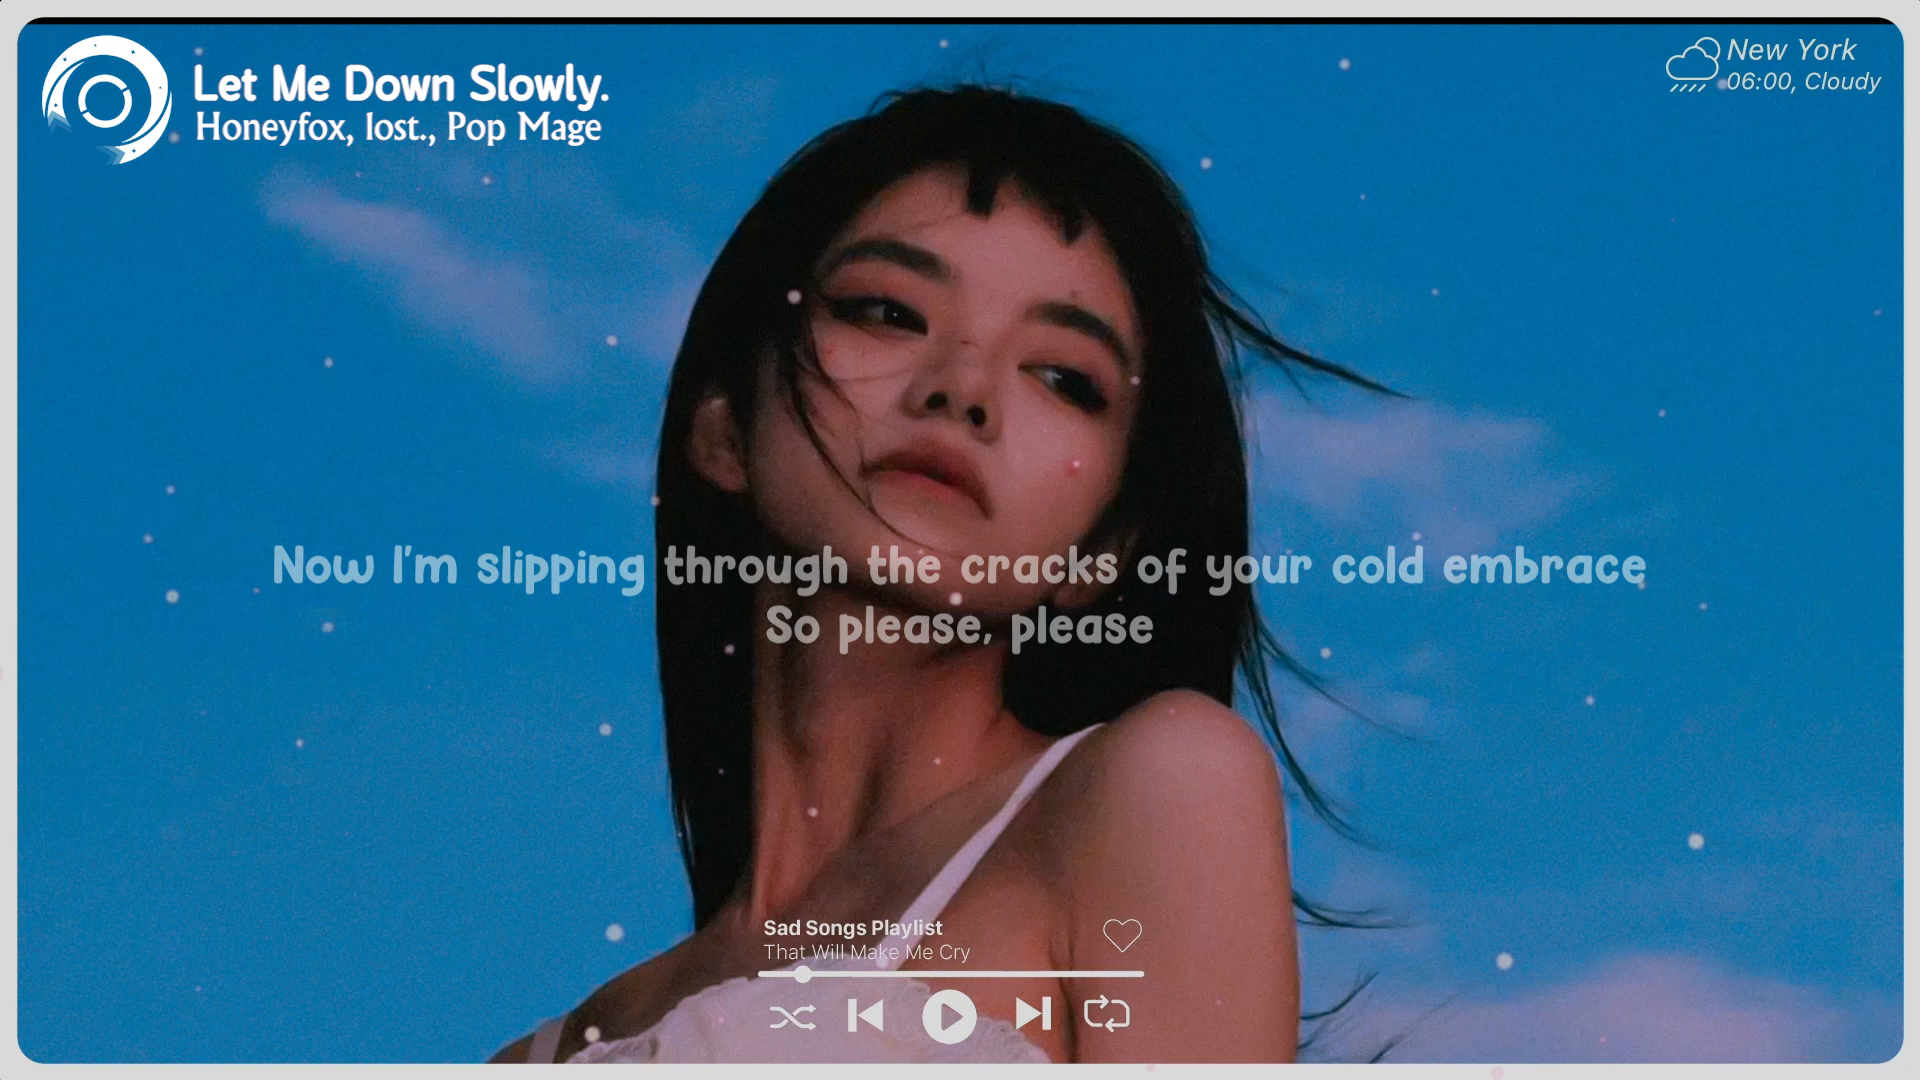 Let Me Down Slowly.
Honeyfox, lost., Pop Mage
New York
06:00, Cloudy
Now I'm slipping through the cracks of your cold embrace
So please, please
Sad Songs Playlist
That Will Make Me Cry